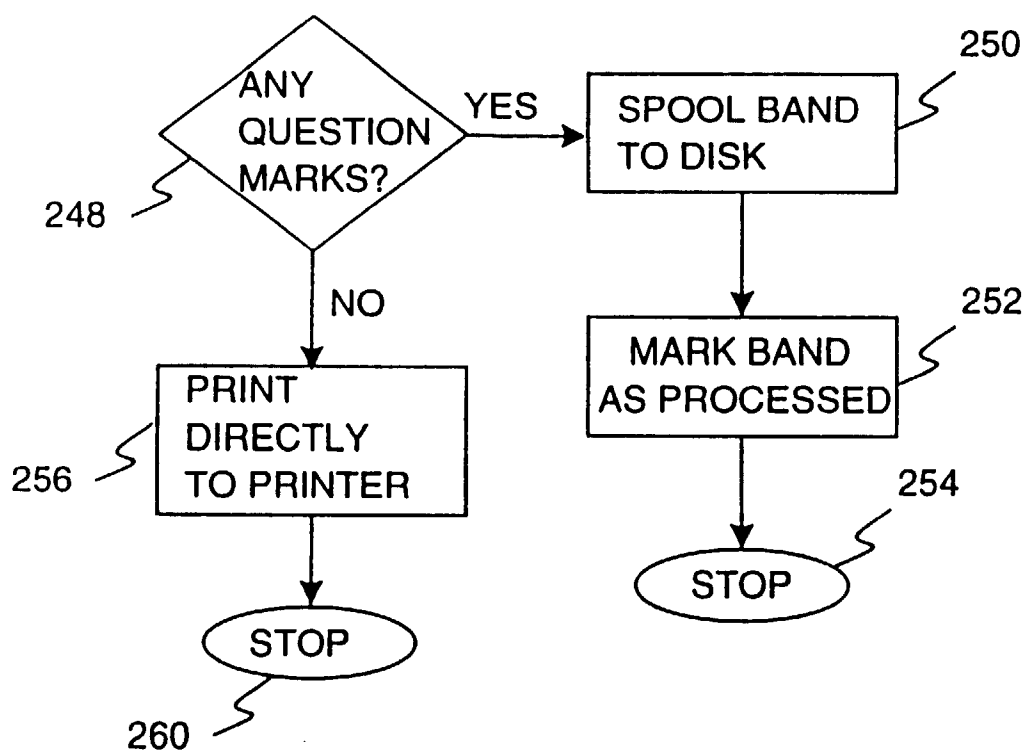 ANY
QUESTION
MARKS?
248
YES
SPOOL BAND
TO DISK
250
MARK BAND
AS PROCESSED
252
STOP
254
NO
PRINT
DIRECTLY
TO PRINTER
256
STOP
260